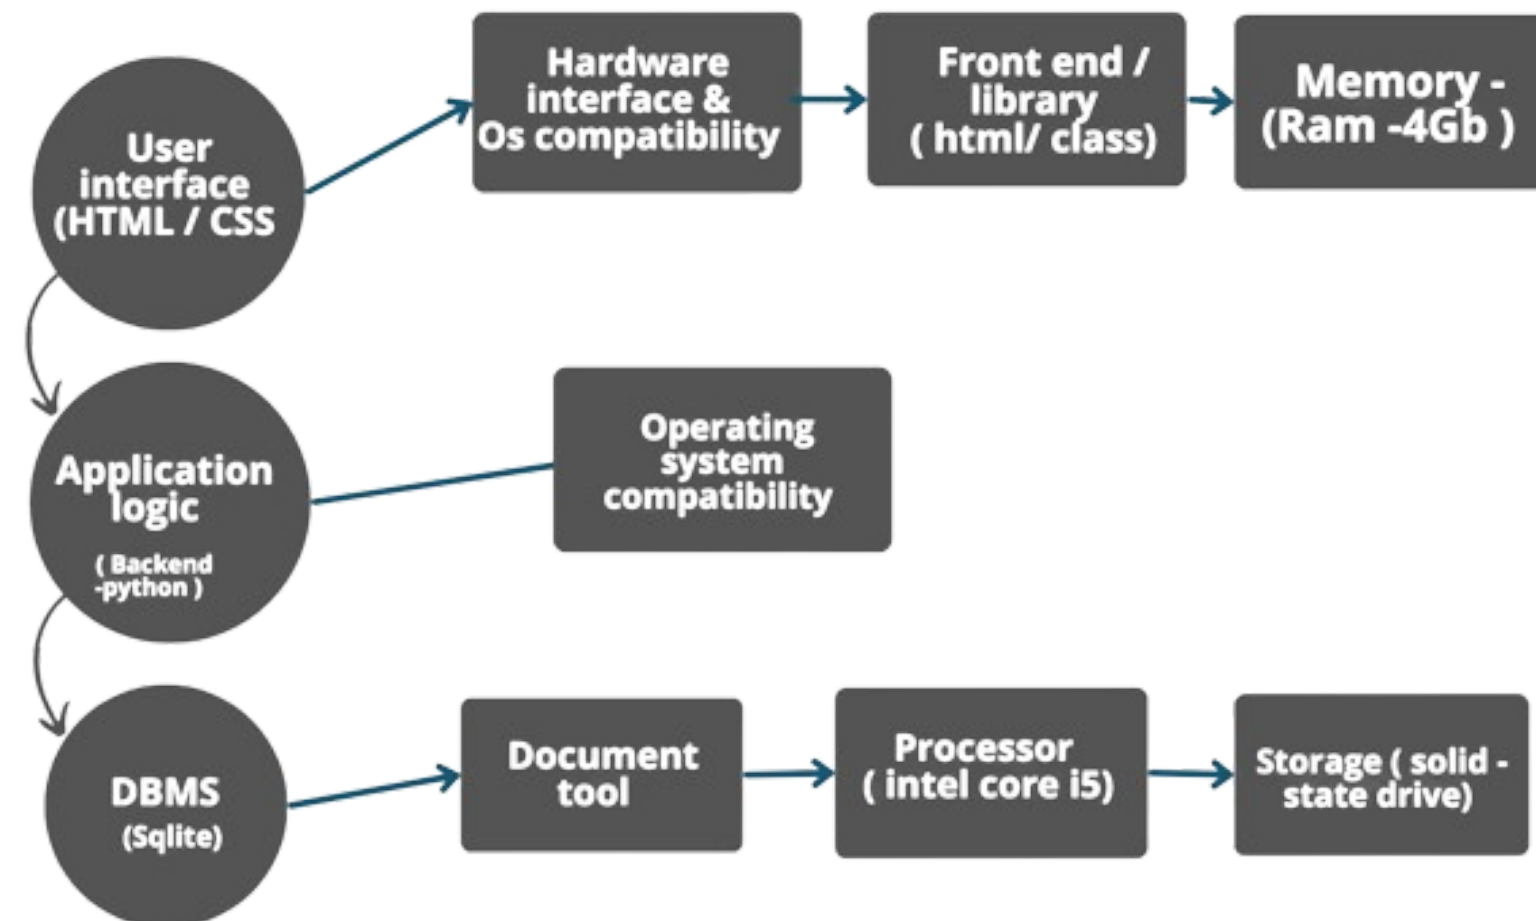 User
interface
(HTML / CSS
Hardware
interface &
Os compatibility
Front end /
library
( html/ class)
Memory -
(Ram -4Gb )
Application
logic
( Backend
-python )
Operating
system
compatibility
DBMS
(Sqlite)
Document
tool
Processor
( intel core i5)
Storage ( solid -
state drive)